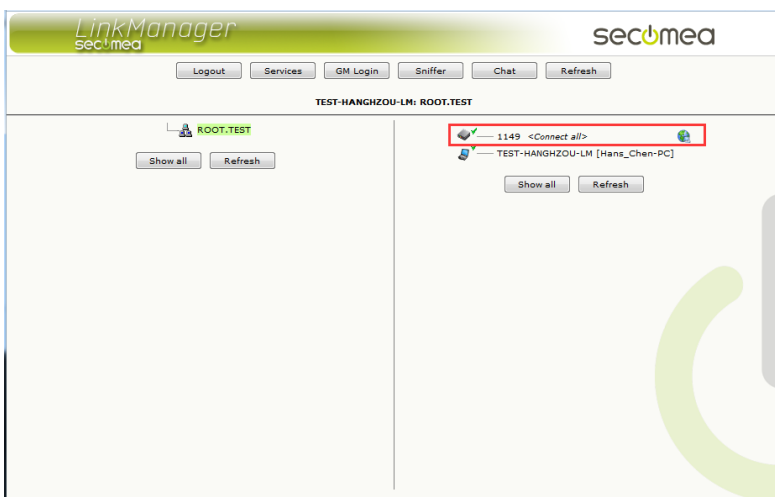 LinkManager
secomea
secomea
Logout Services GM Login Sniffer Chat Refresh
TEST-HANGHZOU-LM: ROOT.TEST
ROOT.TEST
Show all Refresh
1149 <Connect all>
TEST-HANGHZOU-LM [Hans_Chen-PC]
Show all Refresh